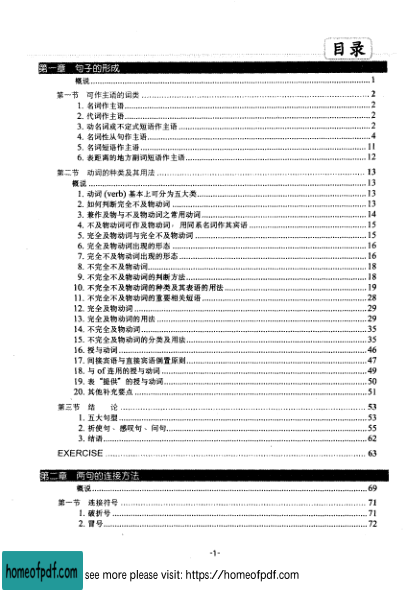 目录
第一章 句子的形成
概说 1
第一节 可作主语的词类 2
1. 名词作主语 2
2. 代词作主语 2
3. 动名词或不定式短语作主语 2
4. 名词性从句作主语 4
5. 名词短语作主语 11
6. 表距离的地方副词短语作主语 12
第二节 动词的种类及其用法 13
概说 13
1. 动词 (verb) 基本上可分为五大类 13
2. 如何判断完全不及物动词 13
3. 兼作及物与不及物动词之常用动词 14
4. 不及物动词可作及物动词，用同系名词作其宾语 15
5. 完全及物动词与完全不及物动词 15
6. 完全及物动词出现的形态 16
7. 完全不及物动词出现的形态 16
8. 不完全不及物动词 18
9. 不完全不及物动词的判断方法 18
10. 不完全不及物动词的种类及其表语的用法 19
11. 不完全不及物动词的重要相关短语 28
12. 完全及物动词 29
13. 完全及物动词的用法 29
14. 不完全及物动词 35
15. 不完全及物动词的分类及用法 35
16. 授与动词 46
17. 间接宾语与直接宾语倒置原则 47
18. 与 of 连用的授与动词 49
19. 表“提供”的授与动词 50
20. 其他补充要点 51
第三节 结 论 53
1. 五大句型 53
2. 祈使句、感叹句、问句 55
3. 结语 62
EXERCISE 63
第二章 两句的连接方法
概说 69
第一节 连接符号 71
1. 破折号 71
2. 冒号 72
-1-
homeofpdf.com see more please visit: https://homeofpdf.com